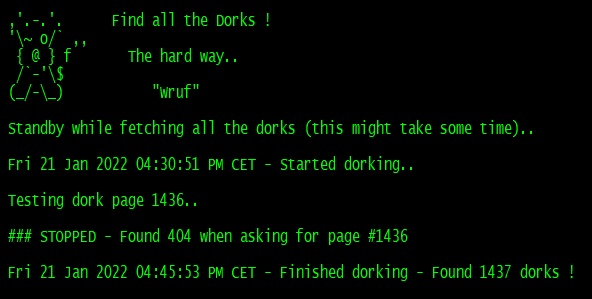 Find all the Dorks !
The hard way..
"wruf"
Standby while fetching all the dorks (this might take some time)..
Fri 21 Jan 2022 04:30:51 PM CET - Started dorking..
Testing dork page 1436..
### STOPPED - Found 404 when asking for page #1436
Fri 21 Jan 2022 04:45:53 PM CET - Finished dorking - Found 1437 dorks !